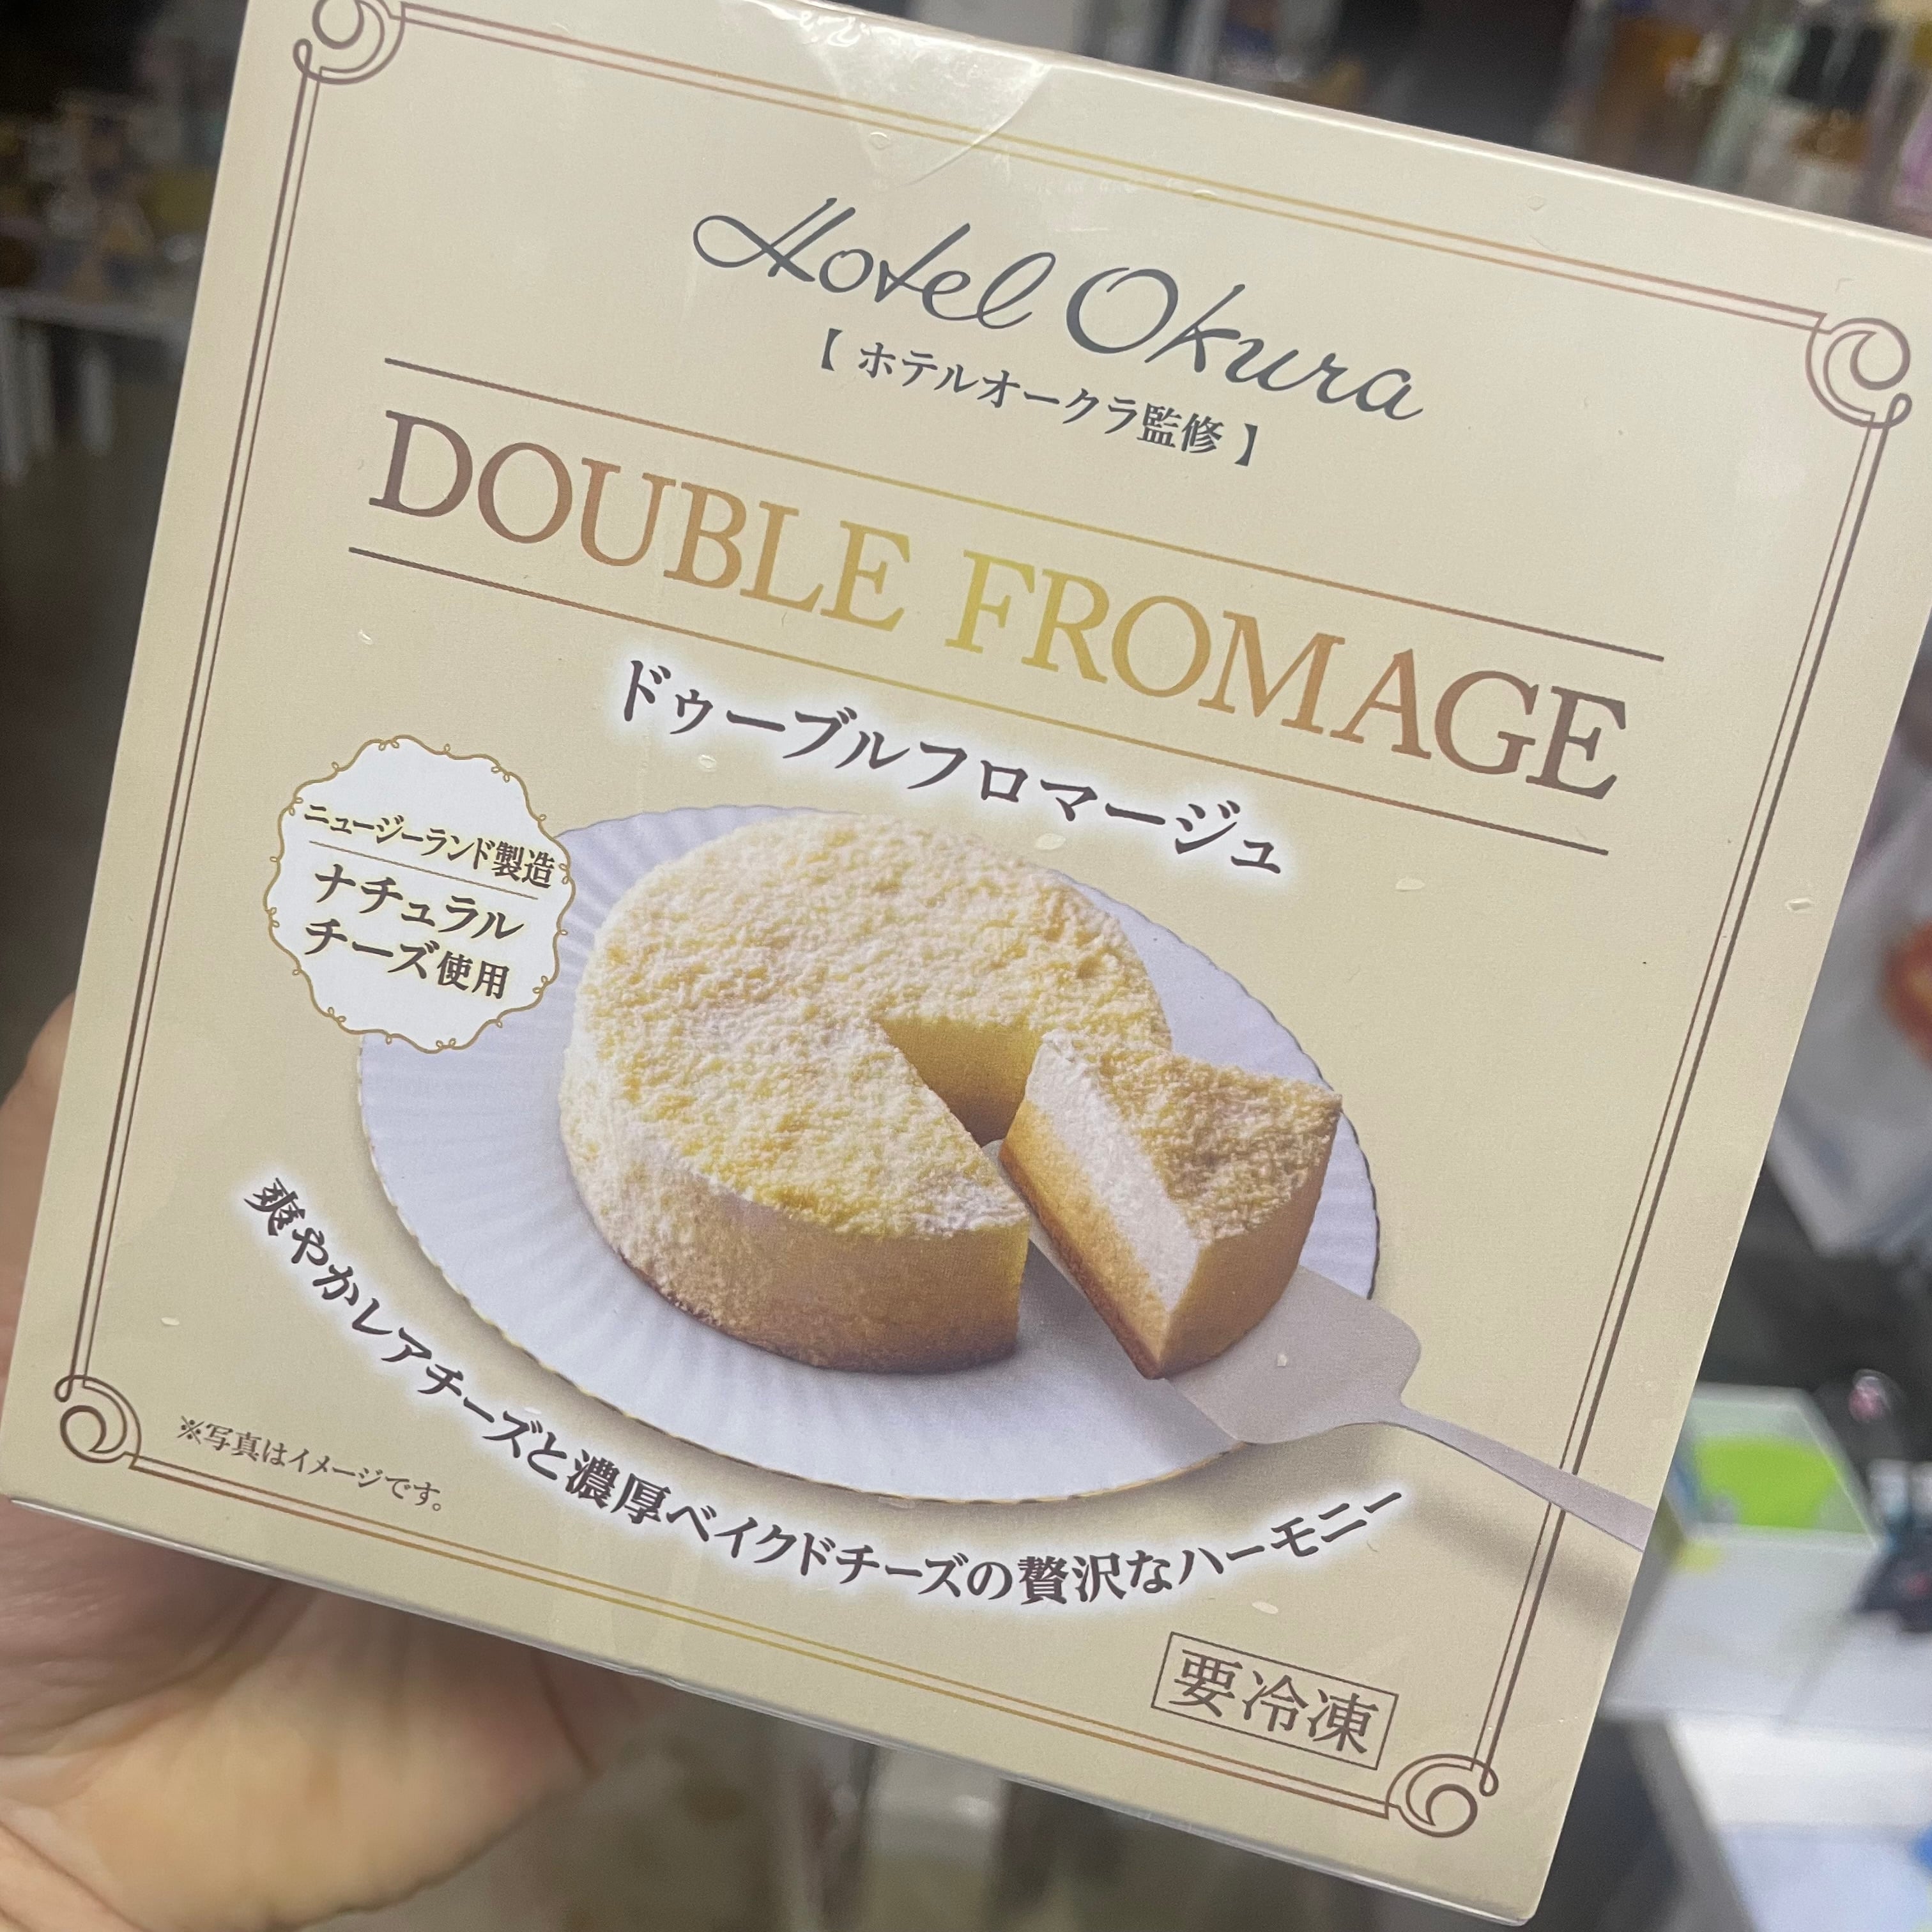 Hotel Okura
【 ホテルオークラ監修 】
DOUBLE FROMAGE
ドゥーブルフロマージュ
ニュージーランド製造
ナチュラル
チーズ使用
爽やかレアチーズと濃厚ベイクドチーズの贅沢なハーモニー
※写真はイメージです。
要冷凍